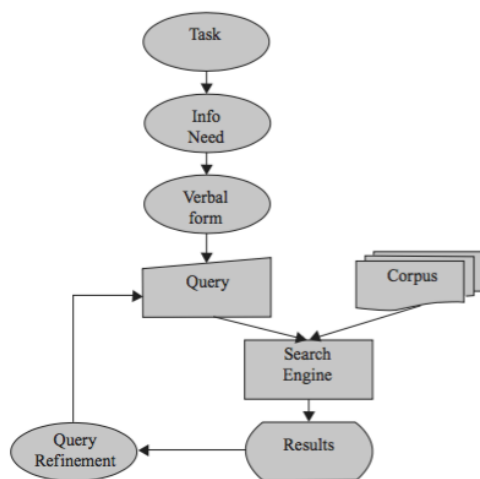 Task
Info
Need
Verbal
form
Query
Corpus
Search
Engine
Query
Refinement
Results